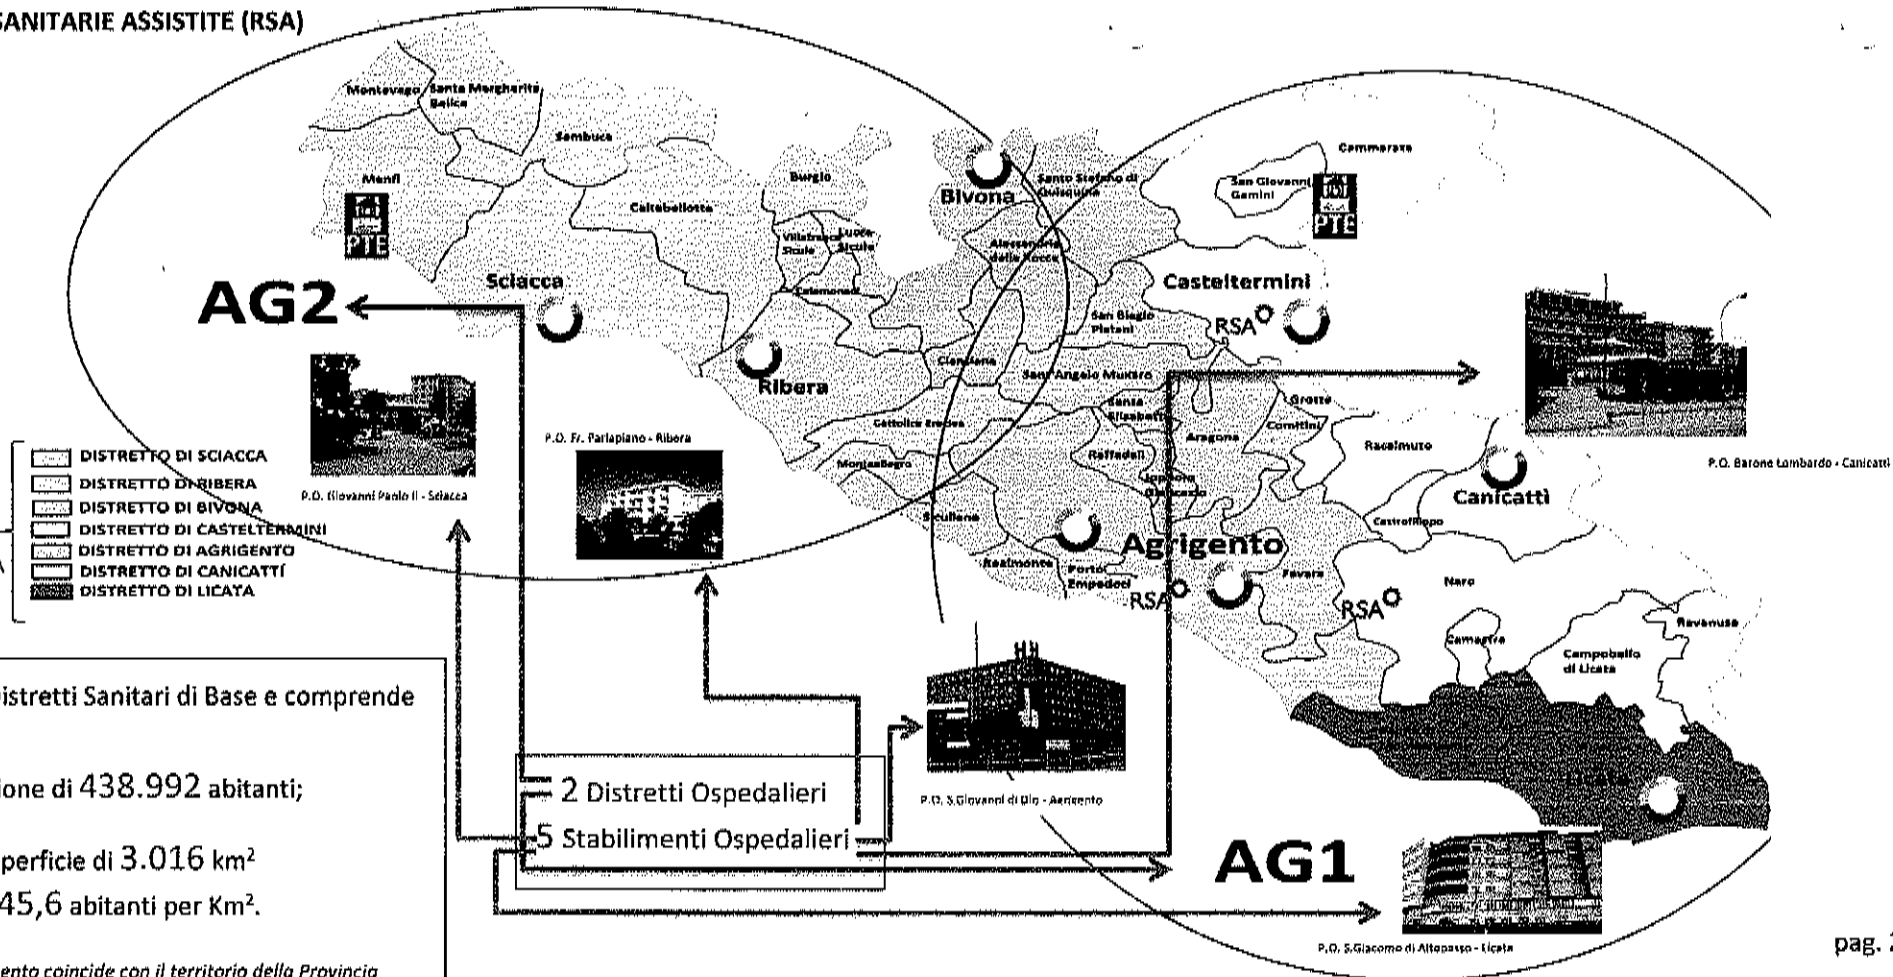 SANITARIE ASSISTITE (RSA)
Montevago
Santa Margherita
Belice
Sambuca
Menfi
PTE
Caltabellotta
Burgio
Villafranca
Sicula
Lucca
Sicula
Calamonaci
Bivona
Santo Stefano di
Quisquina
Alessandria
della Rocca
Cammarata
San Giovanni
Gemini
PTE
AG2
Sciacca
Ribera
Casteltermini
RSA
San Biagio
Platani
Cianciana
Sant'Angelo Muxaro
Santa
Elisabetta
Grotte
Comitini
Aragona
Racalmuto
Cattolica Eraclea
Montallegro
Raffadali
Joppolo
Giancaxio
Siculiana
Canicattì
Castrofilippo
Agrigento
Realmonte
Porto
Empedocl
Favara
RSA
RSA
Naro
Camastra
Campobello
di Licata
Ravanusa
P.O. Giovanni Paolo II - Sciacca
P.O. Fr. Parlapiano - Ribera
P.O. Barone Lombardo - Canicattì
DISTRETTO DI SCIACCA
DISTRETTO DI RIBERA
DISTRETTO DI BIVONA
DISTRETTO DI CASTELTERMINI
DISTRETTO DI AGRIGENTO
DISTRETTO DI CANICATTÍ
DISTRETTO DI LICATA
istretti Sanitari di Base e comprende
ione di 438.992 abitanti;
perficie di 3.016 km²
45,6 abitanti per Km².
ento coincide con il territorio della Provincia
2 Distretti Ospedalieri
5 Stabilimenti Ospedalieri
P.O. S.Giovanni di Dio - Agrigento
AG1
P.O. S.Giacomo di Altopasso - Licata
pag.